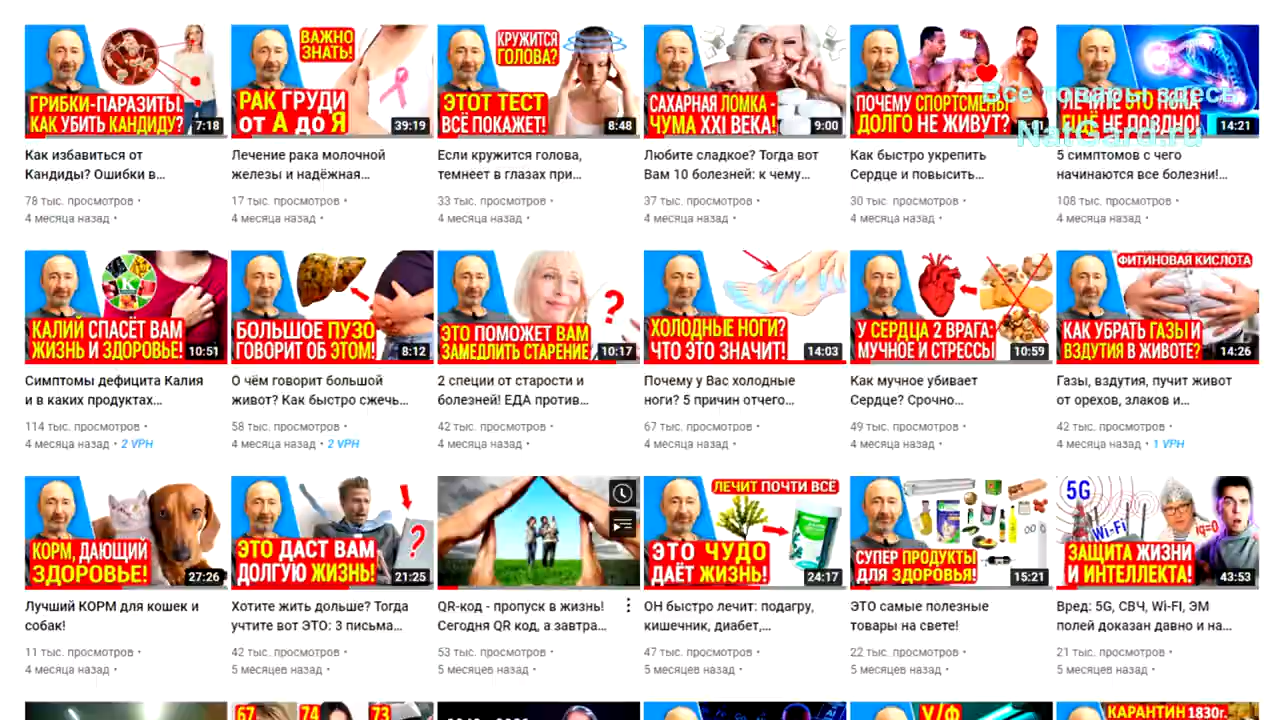 ГРИБКИ-ПАРАЗИТЫ.
КАК УБИТЬ КАНДИДУ?
7:18
Как избавиться от
Кандиды? Ошибки в...
78 тыс. просмотров •
4 месяца назад •
ВАЖНО
ЗНАТЬ!
РАК ГРУДИ
от А до Я
39:19
Лечение рака молочной
железы и надёжная...
17 тыс. просмотров •
4 месяца назад •
КРУЖИТСЯ
ГОЛОВА?
ЭТОТ ТЕСТ
ВСЁ ПОКАЖЕТ!
8:48
Если кружится голова,
темнеет в глазах при...
33 тыс. просмотров •
4 месяца назад •
САХАРНАЯ ЛОМКА -
ЧУМА XXI ВЕКА!
9:00
Любите сладкое? Тогда вот
Вам 10 болезней: к чему...
37 тыс. просмотров •
4 месяца назад •
ПОЧЕМУ СПОРТСМЕНЫ
ДОЛГО НЕ ЖИВУТ?
Как быстро укрепить
Сердце и повысить...
30 тыс. просмотров •
4 месяца назад •
Все товары здесь
NatGard.ru
ЛЕЧИТЕ ЭТО ПОКА
ЕЩЁ НЕ ПОЗДНО!
14:21
5 симптомов с чего
начинаются все болезни!...
108 тыс. просмотров •
4 месяца назад •
КАЛИЙ СПАСЁТ ВАМ
ЖИЗНЬ И ЗДОРОВЬЕ!
10:51
Симптомы дефицита Калия
и в каких продуктах...
114 тыс. просмотров •
4 месяца назад • 2 VPH
БОЛЬШОЕ ПУЗО
ГОВОРИТ ОБ ЭТОМ!
8:12
О чём говорит большой
живот? Как быстро сжечь...
58 тыс. просмотров •
4 месяца назад • 2 VPH
?
ЭТО ПОМОЖЕТ ВАМ
ЗАМЕДЛИТЬ СТАРЕНИЕ
10:17
2 специи от старости и
болезней! ЕДА против...
42 тыс. просмотров •
4 месяца назад •
ХОЛОДНЫЕ НОГИ?
ЧТО ЭТО ЗНАЧИТ!
14:03
Почему у Вас холодные
ноги? 5 причин отчего...
67 тыс. просмотров •
4 месяца назад •
У СЕРДЦА 2 ВРАГА:
МУЧНОЕ И СТРЕССЫ
10:59
Как мучное убивает
Сердце? Срочно...
49 тыс. просмотров •
4 месяца назад •
ФИТИНОВАЯ КИСЛОТА
КАК УБРАТЬ ГАЗЫ И
ВЗДУТИЯ В ЖИВОТЕ?
14:26
Газы, вздутия, пучит живот
от орехов, злаков и...
42 тыс. просмотров •
4 месяца назад • 1 VPH
КОРМ, ДАЮЩИЙ
ЗДОРОВЬЕ!
27:26
Лучший КОРМ для кошек и
собак!
11 тыс. просмотров •
4 месяца назад •
?
ЭТО ДАСТ ВАМ
ДОЛГУЮ ЖИЗНЬ!
21:25
Хотите жить дольше? Тогда
учтите вот ЭТО: 3 письма...
42 тыс. просмотров •
5 месяцев назад •
QR-код - пропуск в жизнь!
Сегодня QR код, а завтра...
53 тыс. просмотров •
5 месяцев назад •
ЛЕЧИТ ПОЧТИ ВСЁ
ЭТО ЧУДО
ДАЁТ ЖИЗНЬ!
24:17
ОН быстро лечит: подагру,
кишечник, диабет,...
47 тыс. просмотров •
5 месяцев назад •
СУПЕР ПРОДУКТЫ
ДЛЯ ЗДОРОВЬЯ!
15:21
ЭТО самые полезные
товары на свете!
22 тыс. просмотров •
5 месяцев назад •
5G
Wi-Fi
iq=0
ЗАЩИТА ЖИЗНИ
И ИНТЕЛЛЕКТА!
43:53
Вред: 5G, СВЧ, Wi-FI, ЭМ
полей доказан давно и на...
21 тыс. просмотров •
5 месяцев назад •
67
74
73
У/Ф
КАРАНТИН 1830г.